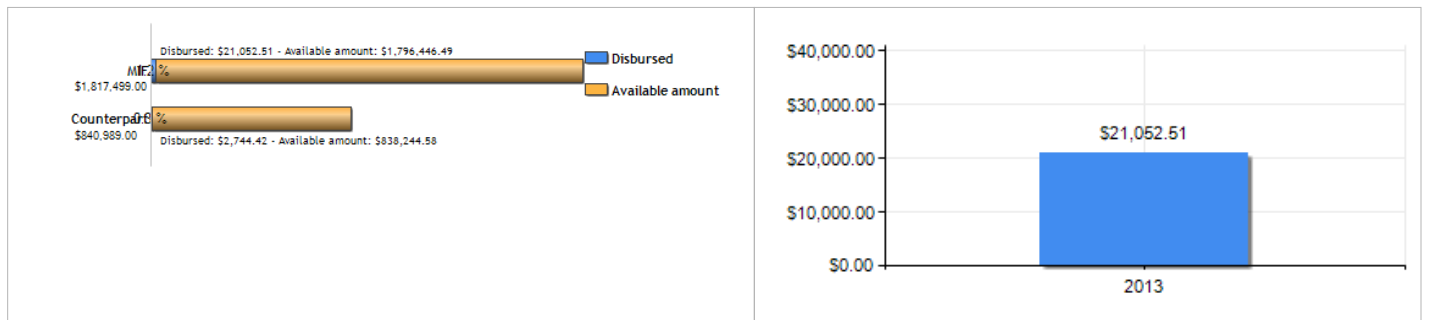 Disbursed: $21,052.51 - Available amount: $1,796,446.49
MIF
%
$1,817,499.00
Counterpart
%
$840,989.00
Disbursed: $2,744.42 - Available amount: $838,244.58
Disbursed
Available amount
$40,000.00
$30,000.00
$21,052.51
$20,000.00
$10,000.00
$0.00
2013